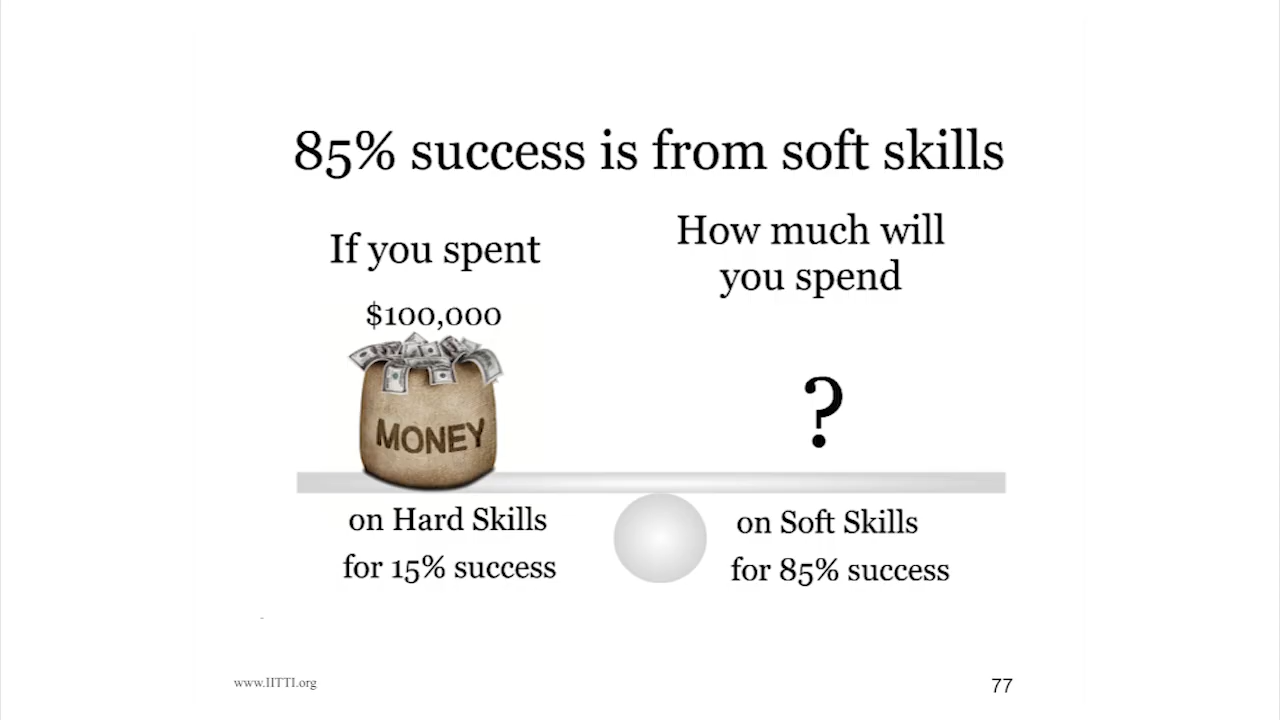 85% success is from soft skills
If you spent
$100,000
MONEY
on Hard Skills
for 15% success
How much will
you spend
?
on Soft Skills
for 85% success
www.IITTI.org
77